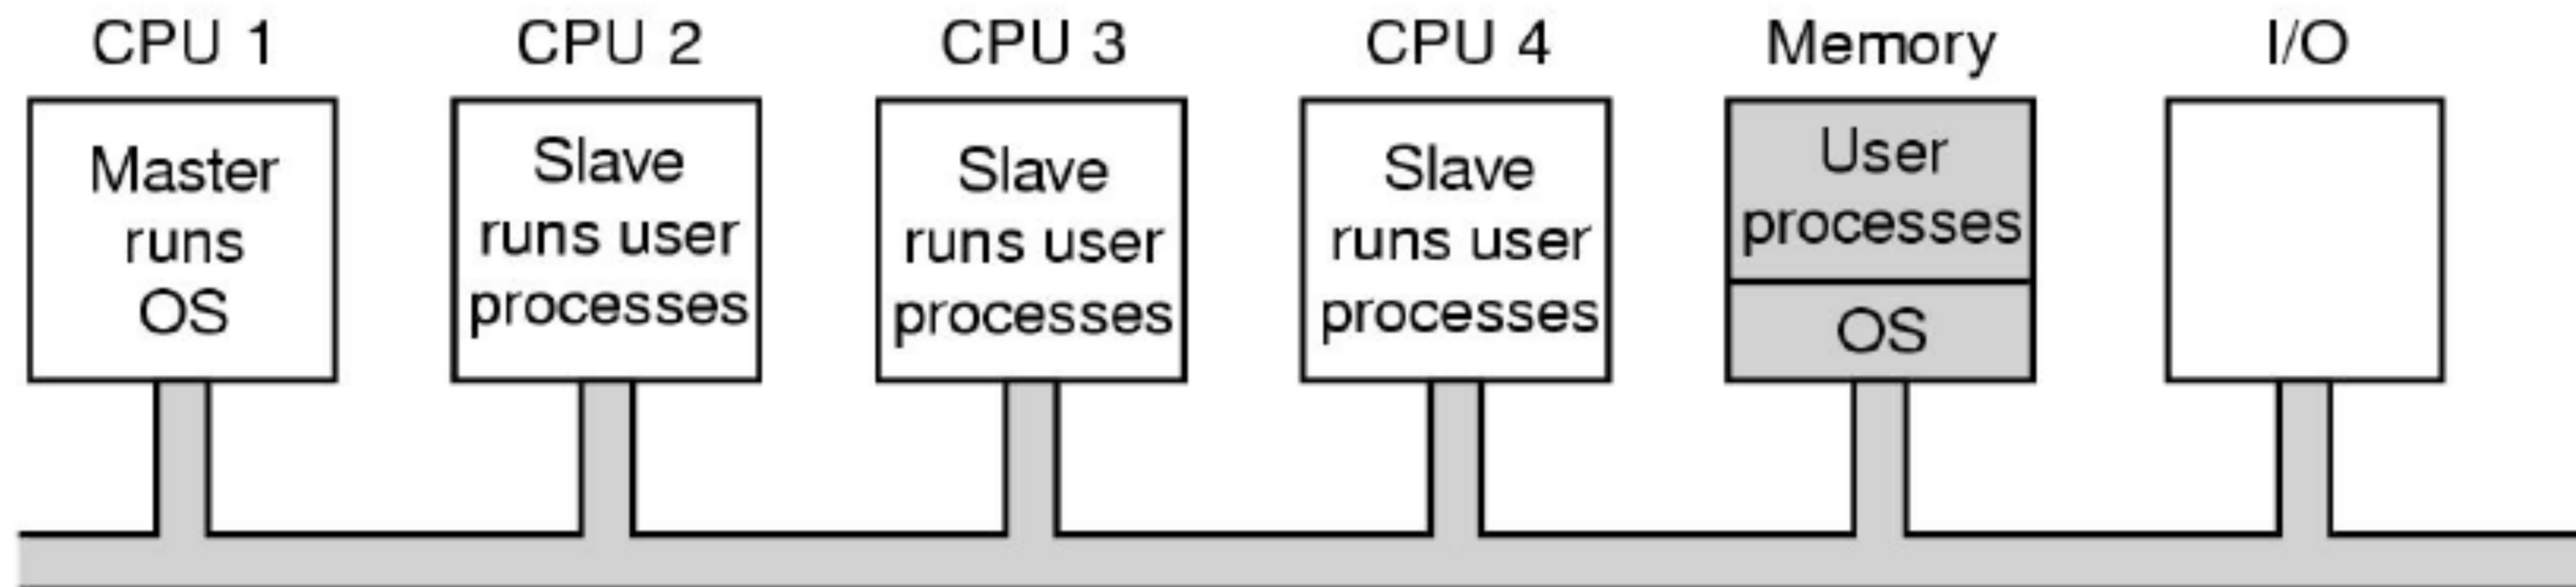 CPU 1
CPU 2
CPU 3
CPU 4
Memory
I/O
Master
runs
OS
Slave
runs user
processes
Slave
runs user
processes
Slave
runs user
processes
User
processes
OS